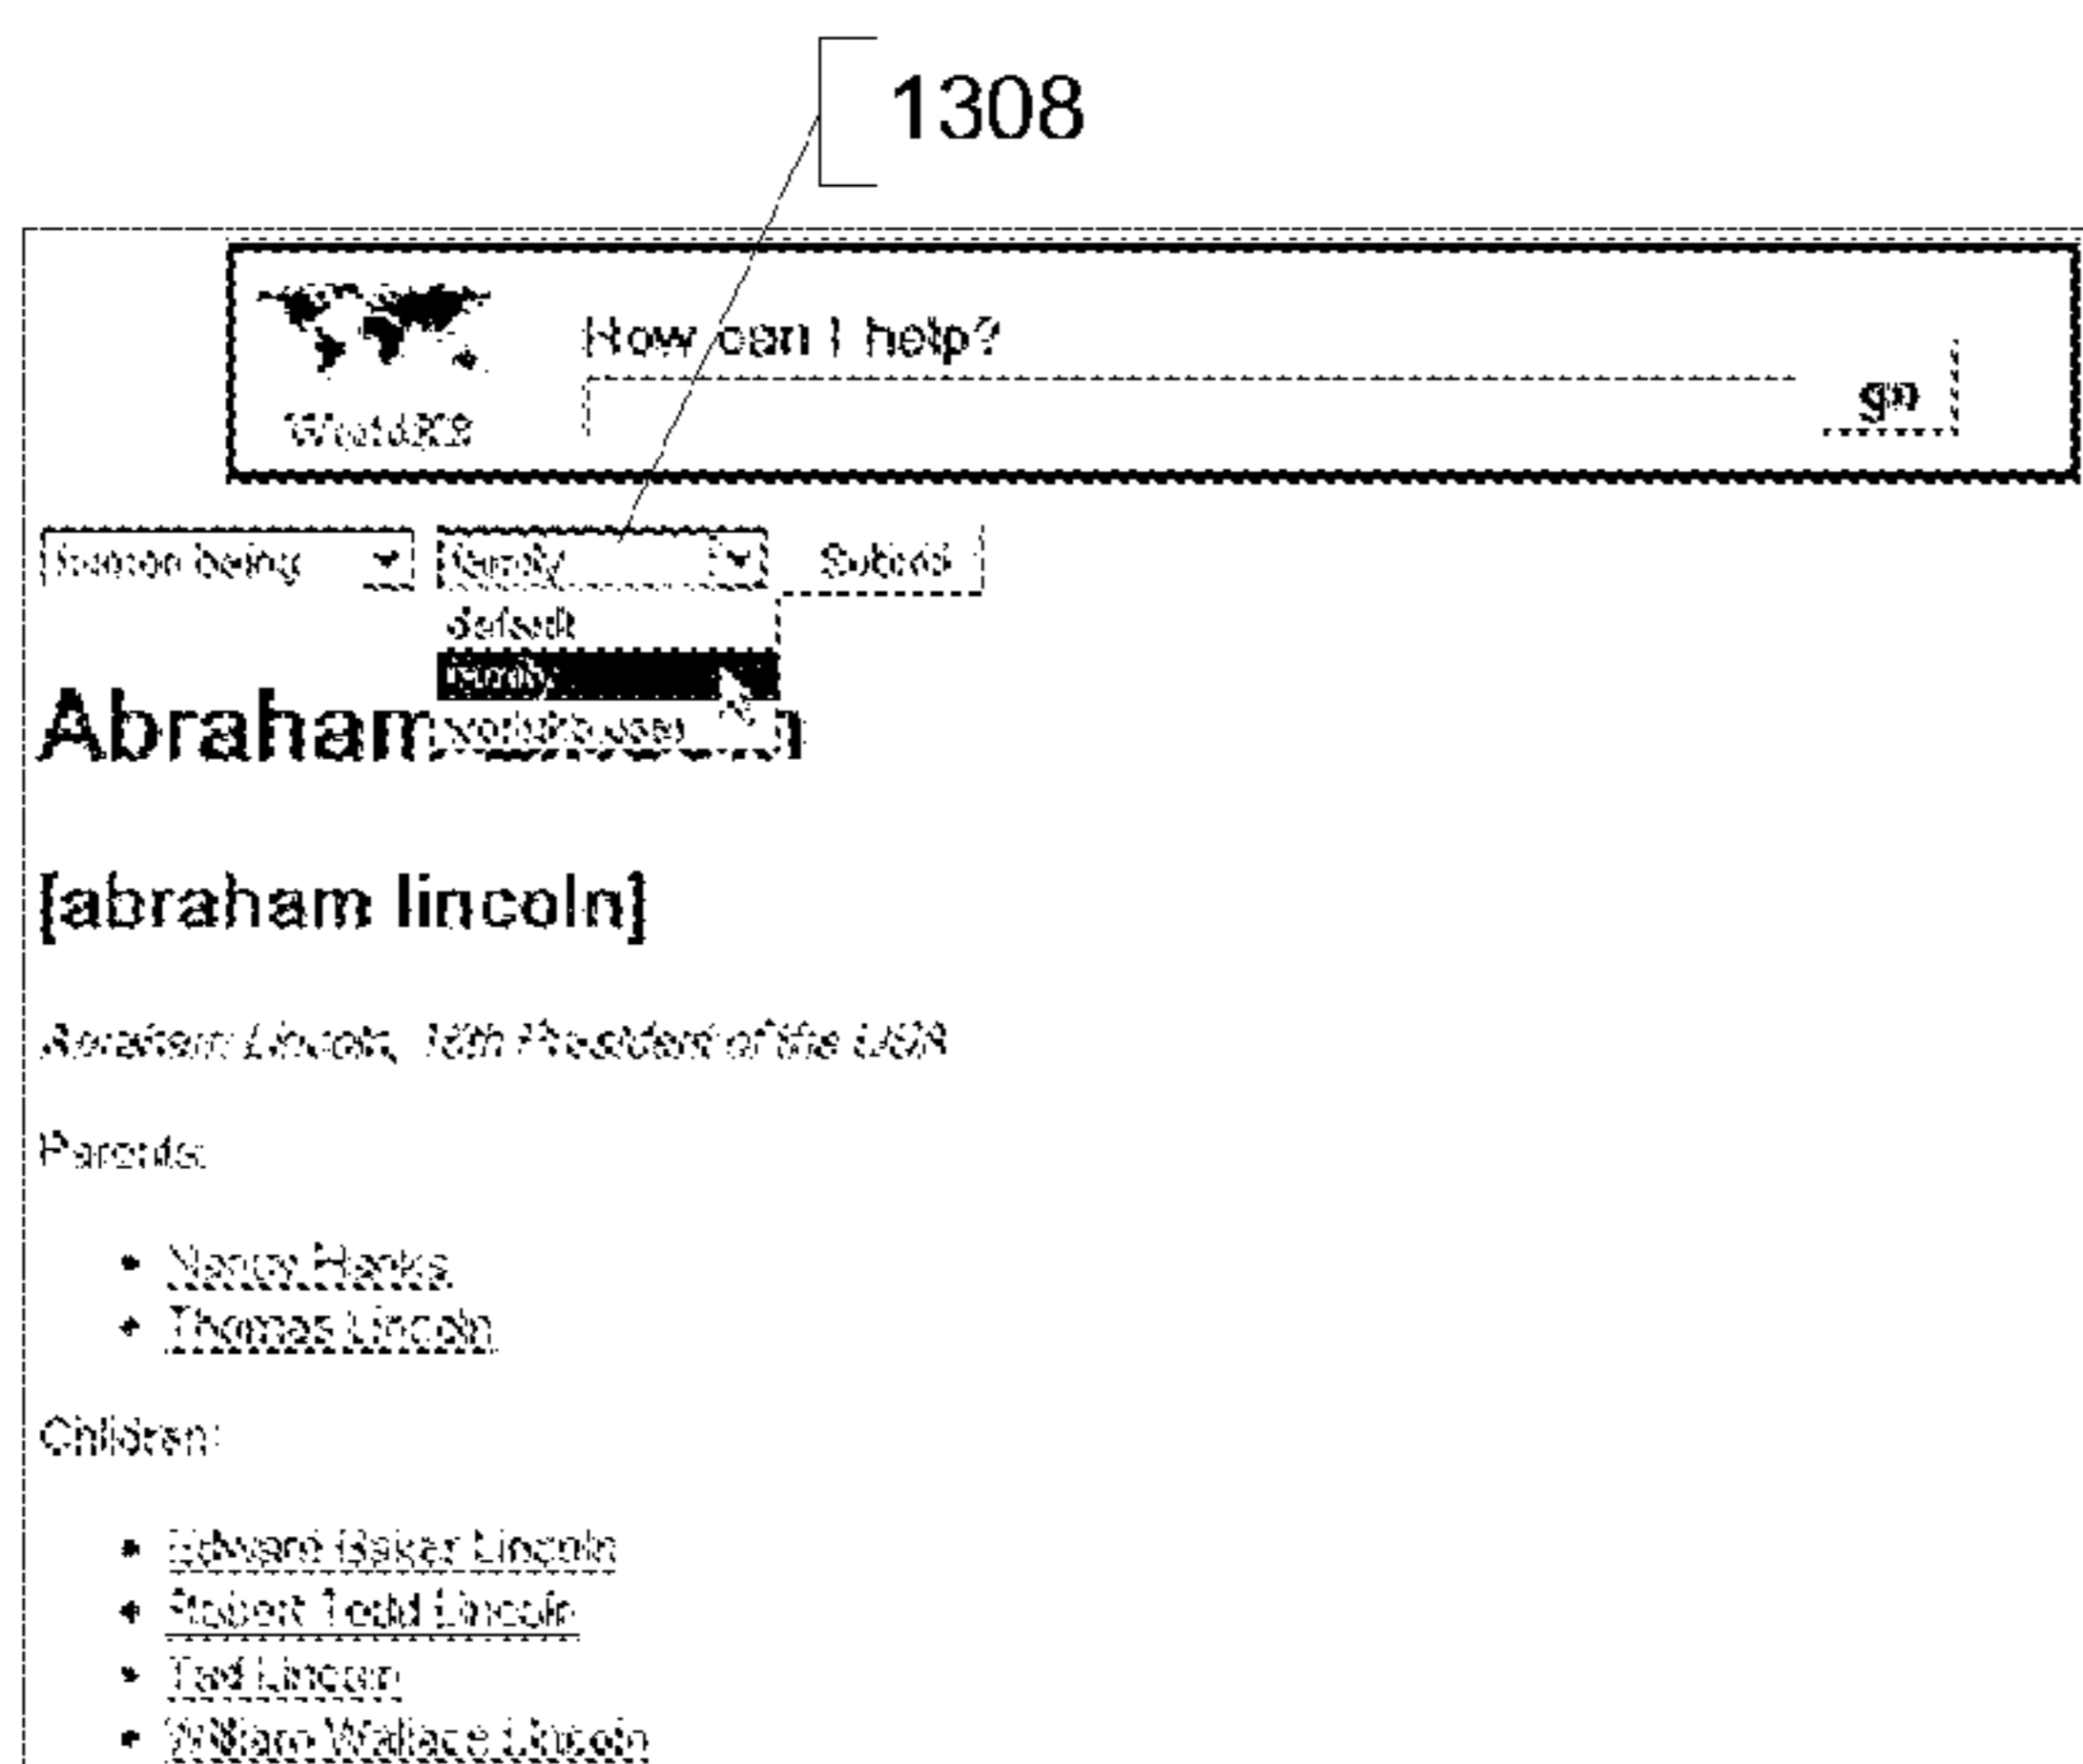 1308
How can I help?
go
human being family Submit
default
family
Abraham
[abraham lincoln]
Abraham Lincoln, 16th President of the USA
Parents:
• Nancy Hanks
• Thomas Lincoln
Children:
• Edward Baker Lincoln
• Robert Todd Lincoln
• Tad Lincoln
• William Wallace Lincoln